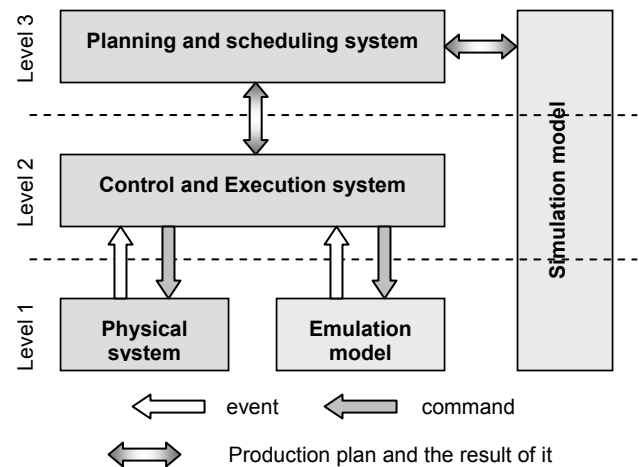 Level 3
Planning and scheduling system
Level 2
Control and Execution system
Simulation model
Level 1
Physical
system
Emulation
model
event
command
Production plan and the result of it